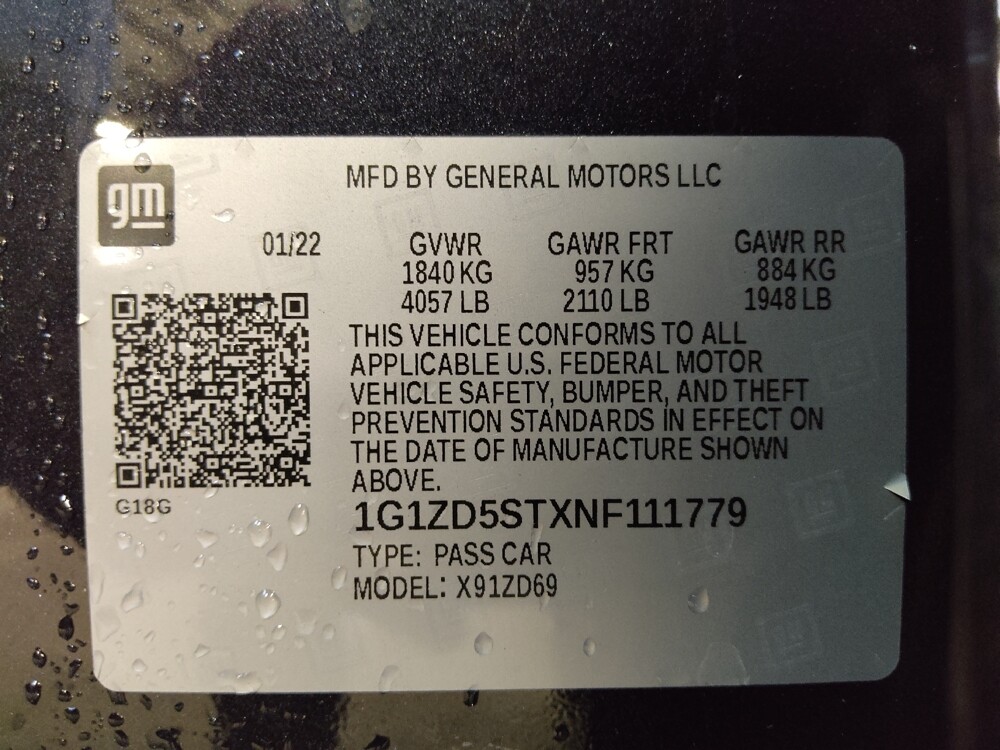 gm
MFD BY GENERAL MOTORS LLC
01/22 GVWR GAWR FRT GAWR RR
1840 KG 957 KG 884 KG
4057 LB 2110 LB 1948 LB
THIS VEHICLE CONFORMS TO ALL
APPLICABLE U.S. FEDERAL MOTOR
VEHICLE SAFETY, BUMPER, AND THEFT
PREVENTION STANDARDS IN EFFECT ON
THE DATE OF MANUFACTURE SHOWN
ABOVE.
G18G
1G1ZD5STXNF111779
TYPE: PASS CAR
MODEL: X91ZD69